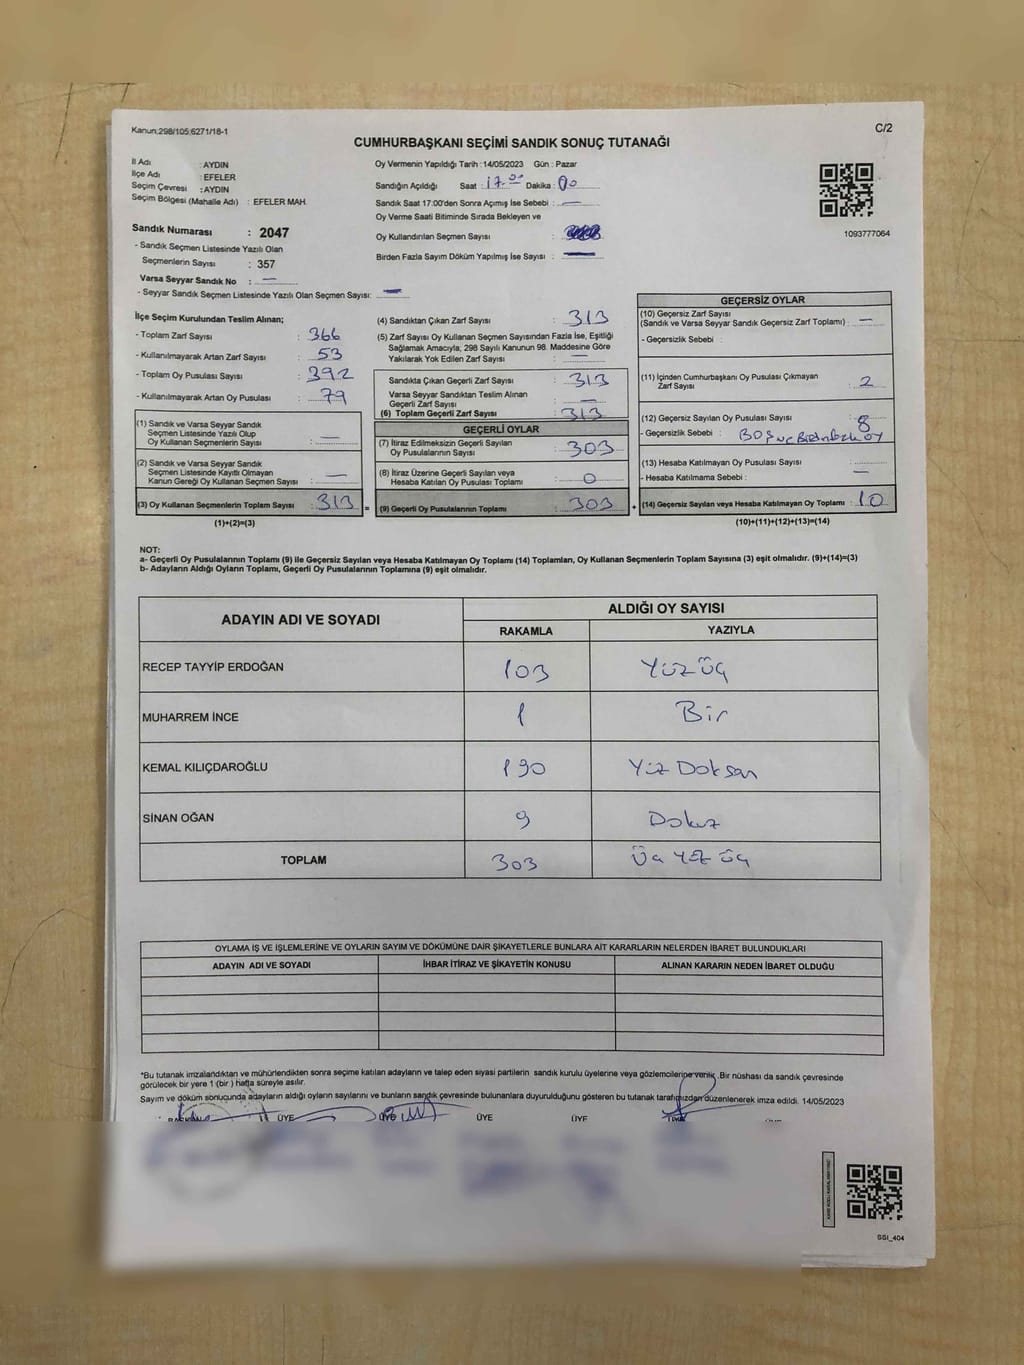 Kanun:298/105;6271/18-1
C/2
CUMHURBAŞKANI SEÇİMİ SANDIK SONUÇ TUTANAĞI
İl Adı : AYDIN
İlçe Adı : EFELER
Seçim Çevresi : AYDIN
Seçim Bölgesi (Mahalle Adı) : EFELER MAH.
Sandık Numarası : 2047
- Sandık Seçmen Listesinde Yazılı Olan
Seçmenlerin Sayısı : 357
Varsa Seyyar Sandık No : —
- Seyyar Sandık Seçmen Listesinde Yazılı Olan Seçmen Sayısı: —
Oy Vermenin Yapıldığı Tarih : 14/05/2023 Gün : Pazar
Sandığın Açıldığı Saat : 17.00 Dakika : 00
Sandık Saat 17:00'den Sonra Açımış İse Sebebi : —
Oy Verme Saati Bitiminde Sırada Bekleyen ve
Oy Kullandırılan Seçmen Sayısı :
Birden Fazla Sayım Döküm Yapılmış İse Sayısı : —
1093777064
İlçe Seçim Kurulundan Teslim Alınan;
- Toplam Zarf Sayısı : 366
- Kullanılmayarak Artan Zarf Sayısı : 53
- Toplam Oy Pusulası Sayısı : 392
- Kullanılmayarak Artan Oy Pusulası : 79
(1) Sandık ve Varsa Seyyar Sandık
Seçmen Listesinde Yazılı Olup
Oy Kullanan Seçmenlerin Sayısı : —
(2) Sandık ve Varsa Seyyar Sandık
Seçmen Listesinde Kayıtlı Olmayan
Kanun Gereği Oy Kullanan Seçmen Sayısı : —
(3) Oy Kullanan Seçmenlerin Toplam Sayısı : 313 =
(1)+(2)=(3)
(4) Sandıktan Çıkan Zarf Sayısı : 313
(5) Zarf Sayısı Oy Kullanan Seçmen Sayısından Fazla İse, Eşitliği
Sağlamak Amacıyla, 298 Sayılı Kanunun 98. Maddesine Göre
Yakılarak Yok Edilen Zarf Sayısı : —
Sandıkta Çıkan Geçerli Zarf Sayısı : 313
Varsa Seyyar Sandıktan Teslim Alınan
Geçerli Zarf Sayısı : —
(6) Toplam Geçerli Zarf Sayısı : 313
GEÇERLİ OYLAR
(7) İtiraz Edilmeksizin Geçerli Sayılan
Oy Pusulalarının Sayısı : 303
(8) İtiraz Üzerine Geçerli Sayılan veya
Hesaba Katılan Oy Pusulası Toplamı : 0
(9) Geçerli Oy Pusulalarının Toplamı : 303 +
GEÇERSİZ OYLAR
(10) Geçersiz Zarf Sayısı
(Sandık ve Varsa Seyyar Sandık Geçersiz Zarf Toplamı) : —
- Geçersizlik Sebebi :
(11) İçinden Cumhurbaşkanı Oy Pusulası Çıkmayan
Zarf Sayısı : 2
(12) Geçersiz Sayılan Oy Pusulası Sayısı : 8
- Geçersizlik Sebebi : BOŞ ve OY
(13) Hesaba Katılmayan Oy Pusulası Sayısı : —
- Hesaba Katılmama Sebebi :
(14) Geçersiz Sayılan veya Hesaba Katılmayan Oy Toplamı : 10
(10)+(11)+(12)+(13)=(14)
NOT:
a- Geçerli Oy Pusulalarının Toplamı (9) ile Geçersiz Sayılan veya Hesaba Katılmayan Oy Toplamı (14) Toplamları, Oy Kullanan Seçmenlerin Toplam Sayısına (3) eşit olmalıdır. (9)+(14)=(3)
b- Adayların Aldığı Oyların Toplamı, Geçerli Oy Pusulalarının Toplamına (9) eşit olmalıdır.
ADAYIN ADI VE SOYADI ALDIĞI OY SAYISI
RAKAMLA YAZIYLA
RECEP TAYYİP ERDOĞAN 103 Yüz üç
MUHARREM İNCE 1 Bir
KEMAL KILIÇDAROĞLU 190 Yüz Doksan
SİNAN OĞAN 9 Dokuz
TOPLAM 303 Üç yüz üç
OYLAMA İŞ VE İŞLEMLERİNE VE OYLARIN SAYIM VE DÖKÜMÜNE DAİR ŞİKAYETLERLE BUNLARA AİT KARARLARIN NELERDEN İBARET BULUNDUKLARI
ADAYIN ADI VE SOYADI İHBAR İTİRAZ VE ŞİKAYETİN KONUSU ALINAN KARARIN NEDEN İBARET OLDUĞU
*Bu tutanak imzalandıktan ve mühürlendikten sonra seçime katılan adayların ve talep eden siyasi partilerin sandık kurulu üyelerine veya gözlemcilerine verilir. Bir nüshası da sandık çevresinde
görülecek bir yere 1 (bir ) hafta süreyle asılır.
Sayım ve döküm sonucunda adayların aldığı oyların sayılarını ve bunların sandık çevresinde bulunanlara duyurulduğunu gösteren bu tutanak tarafımızdan düzenlenerek imza edildi. 14/05/2023
BAŞKAN ÜYE ÜYE ÜYE ÜYE ÜYE ÜYE
SSI_404